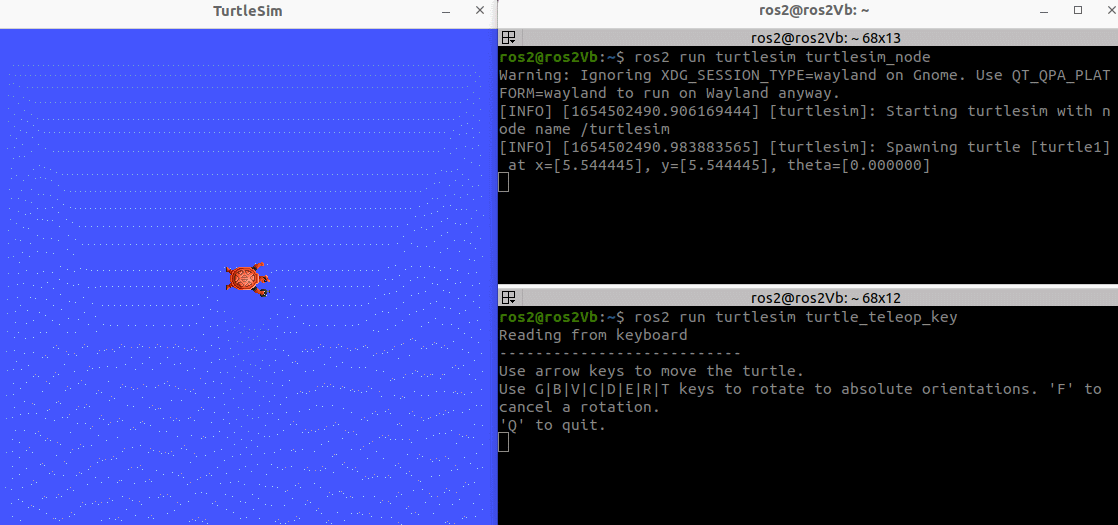 TurtleSim
ros2@ros2Vb: ~
ros2@ros2Vb: ~ 68x13
ros2@ros2Vb:~$ ros2 run turtlesim turtlesim_node
Warning: Ignoring XDG_SESSION_TYPE=wayland on Gnome. Use QT_QPA_PLAT
FORM=wayland to run on Wayland anyway.
[INFO] [1654502490.906169444] [turtlesim]: Starting turtlesim with n
ode name /turtlesim
[INFO] [1654502490.983883565] [turtlesim]: Spawning turtle [turtle1]
 at x=[5.544445], y=[5.544445], theta=[0.000000]
ros2@ros2Vb: ~ 68x12
ros2@ros2Vb:~$ ros2 run turtlesim turtle_teleop_key
Reading from keyboard
---------------------------
Use arrow keys to move the turtle.
Use G|B|V|C|D|E|R|T keys to rotate to absolute orientations. 'F' to
cancel a rotation.
'Q' to quit.